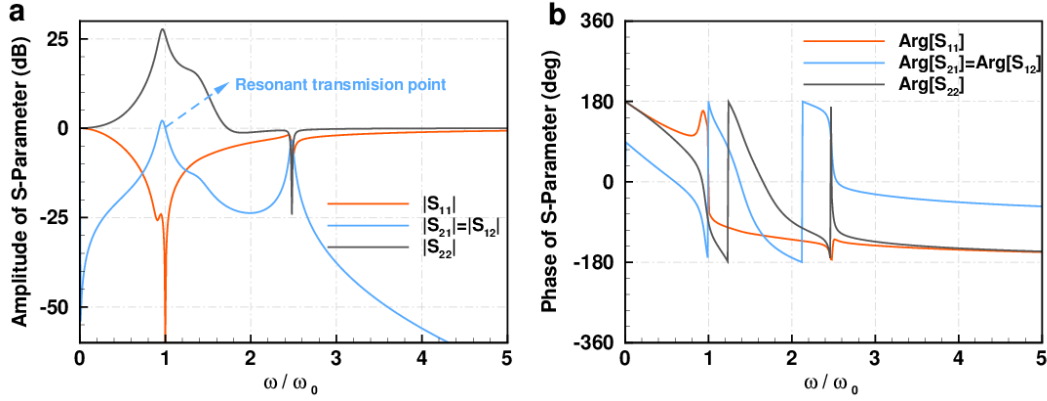 a
Amplitude of S-Parameter (dB)
25
0
-25
-50
Resonant transmision point
|S11|
|S21|=|S12|
|S22|
0 1 2 3 4 5
ω / ω0
b
Phase of S-Parameter (deg)
360
180
0
-180
-360
Arg[S11]
Arg[S21]=Arg[S12]
Arg[S22]
0 1 2 3 4 5
ω / ω0